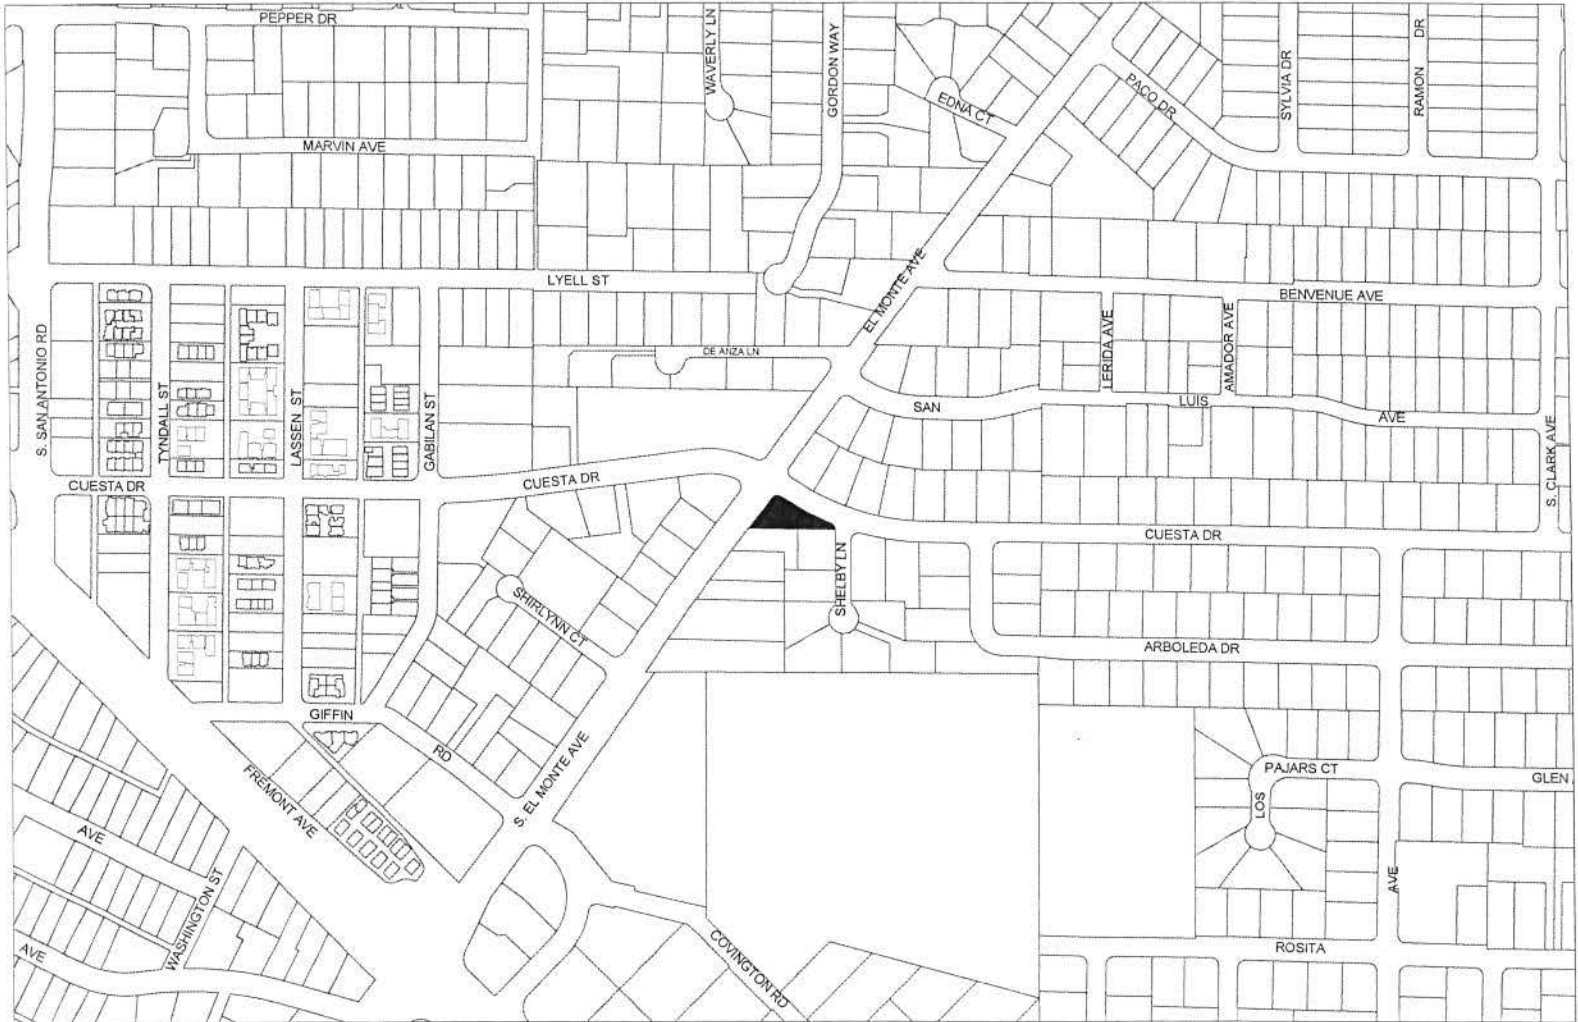 PEPPER DR
WAVERLY LN
GORDON WAY
EDNA CT
PACO DR
SYLVIA DR
RAMON DR
MARVIN AVE
LYELL ST
EL MONTE AVE
BENVENUE AVE
S. SAN ANTONIO RD
TYNDALL ST
LASSEN ST
GABILAN ST
DE ANZA LN
LERIDA AVE
AMADOR AVE
SAN LUIS AVE
S. CLARK AVE
CUESTA DR
CUESTA DR
CUESTA DR
SHELBY LN
SHIRLYNN CT
ARBOLEDA DR
GIFFIN RD
S. EL MONTE AVE
FREMONT AVE
LOS PAJARS CT
GLEN
AVE
AVE
WASHINGTON ST
AVE
COVINGTON RD
ROSITA